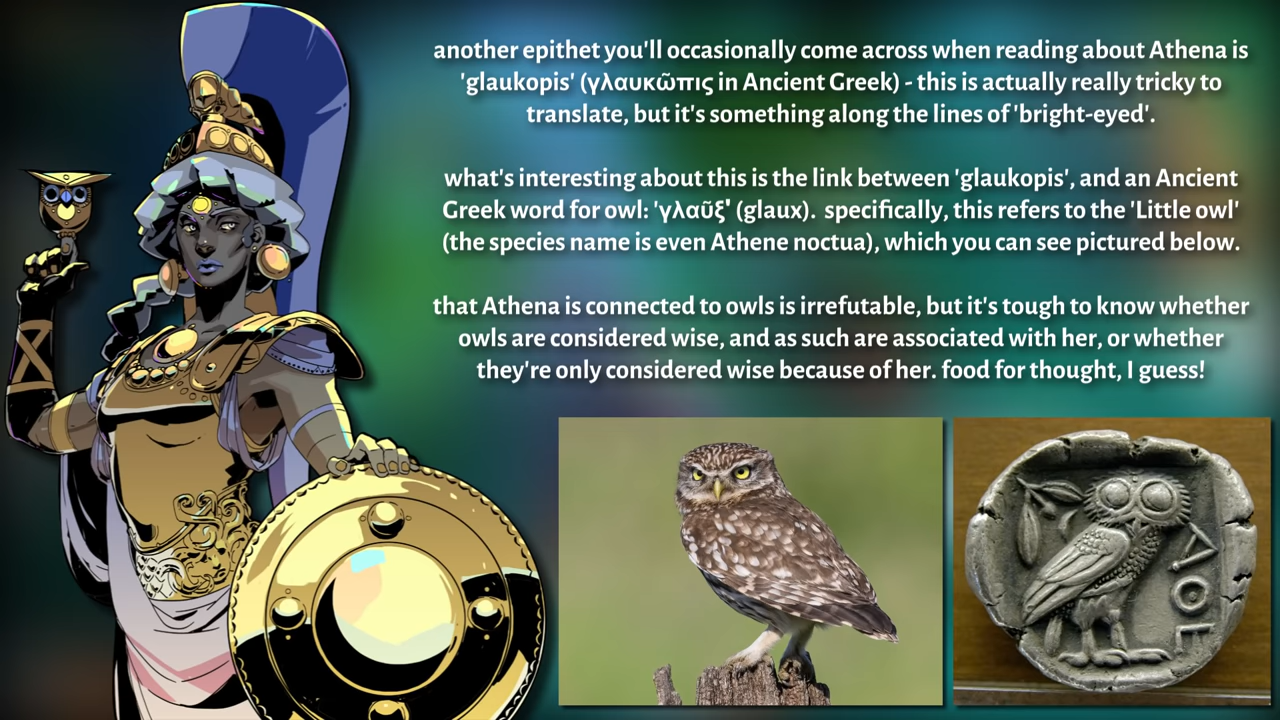 another epithet you'll occasionally come across when reading about Athena is
'glaukopis' (γλαυκῶπις in Ancient Greek) - this is actually really tricky to
translate, but it's something along the lines of 'bright-eyed'.
what's interesting about this is the link between 'glaukopis', and an Ancient
Greek word for owl: 'γλαῦξ' (glaux). specifically, this refers to the 'Little owl'
(the species name is even Athene noctua), which you can see pictured below.
that Athena is connected to owls is irrefutable, but it's tough to know whether
owls are considered wise, and as such are associated with her, or whether
they're only considered wise because of her. food for thought, I guess!
ΑΘΕ